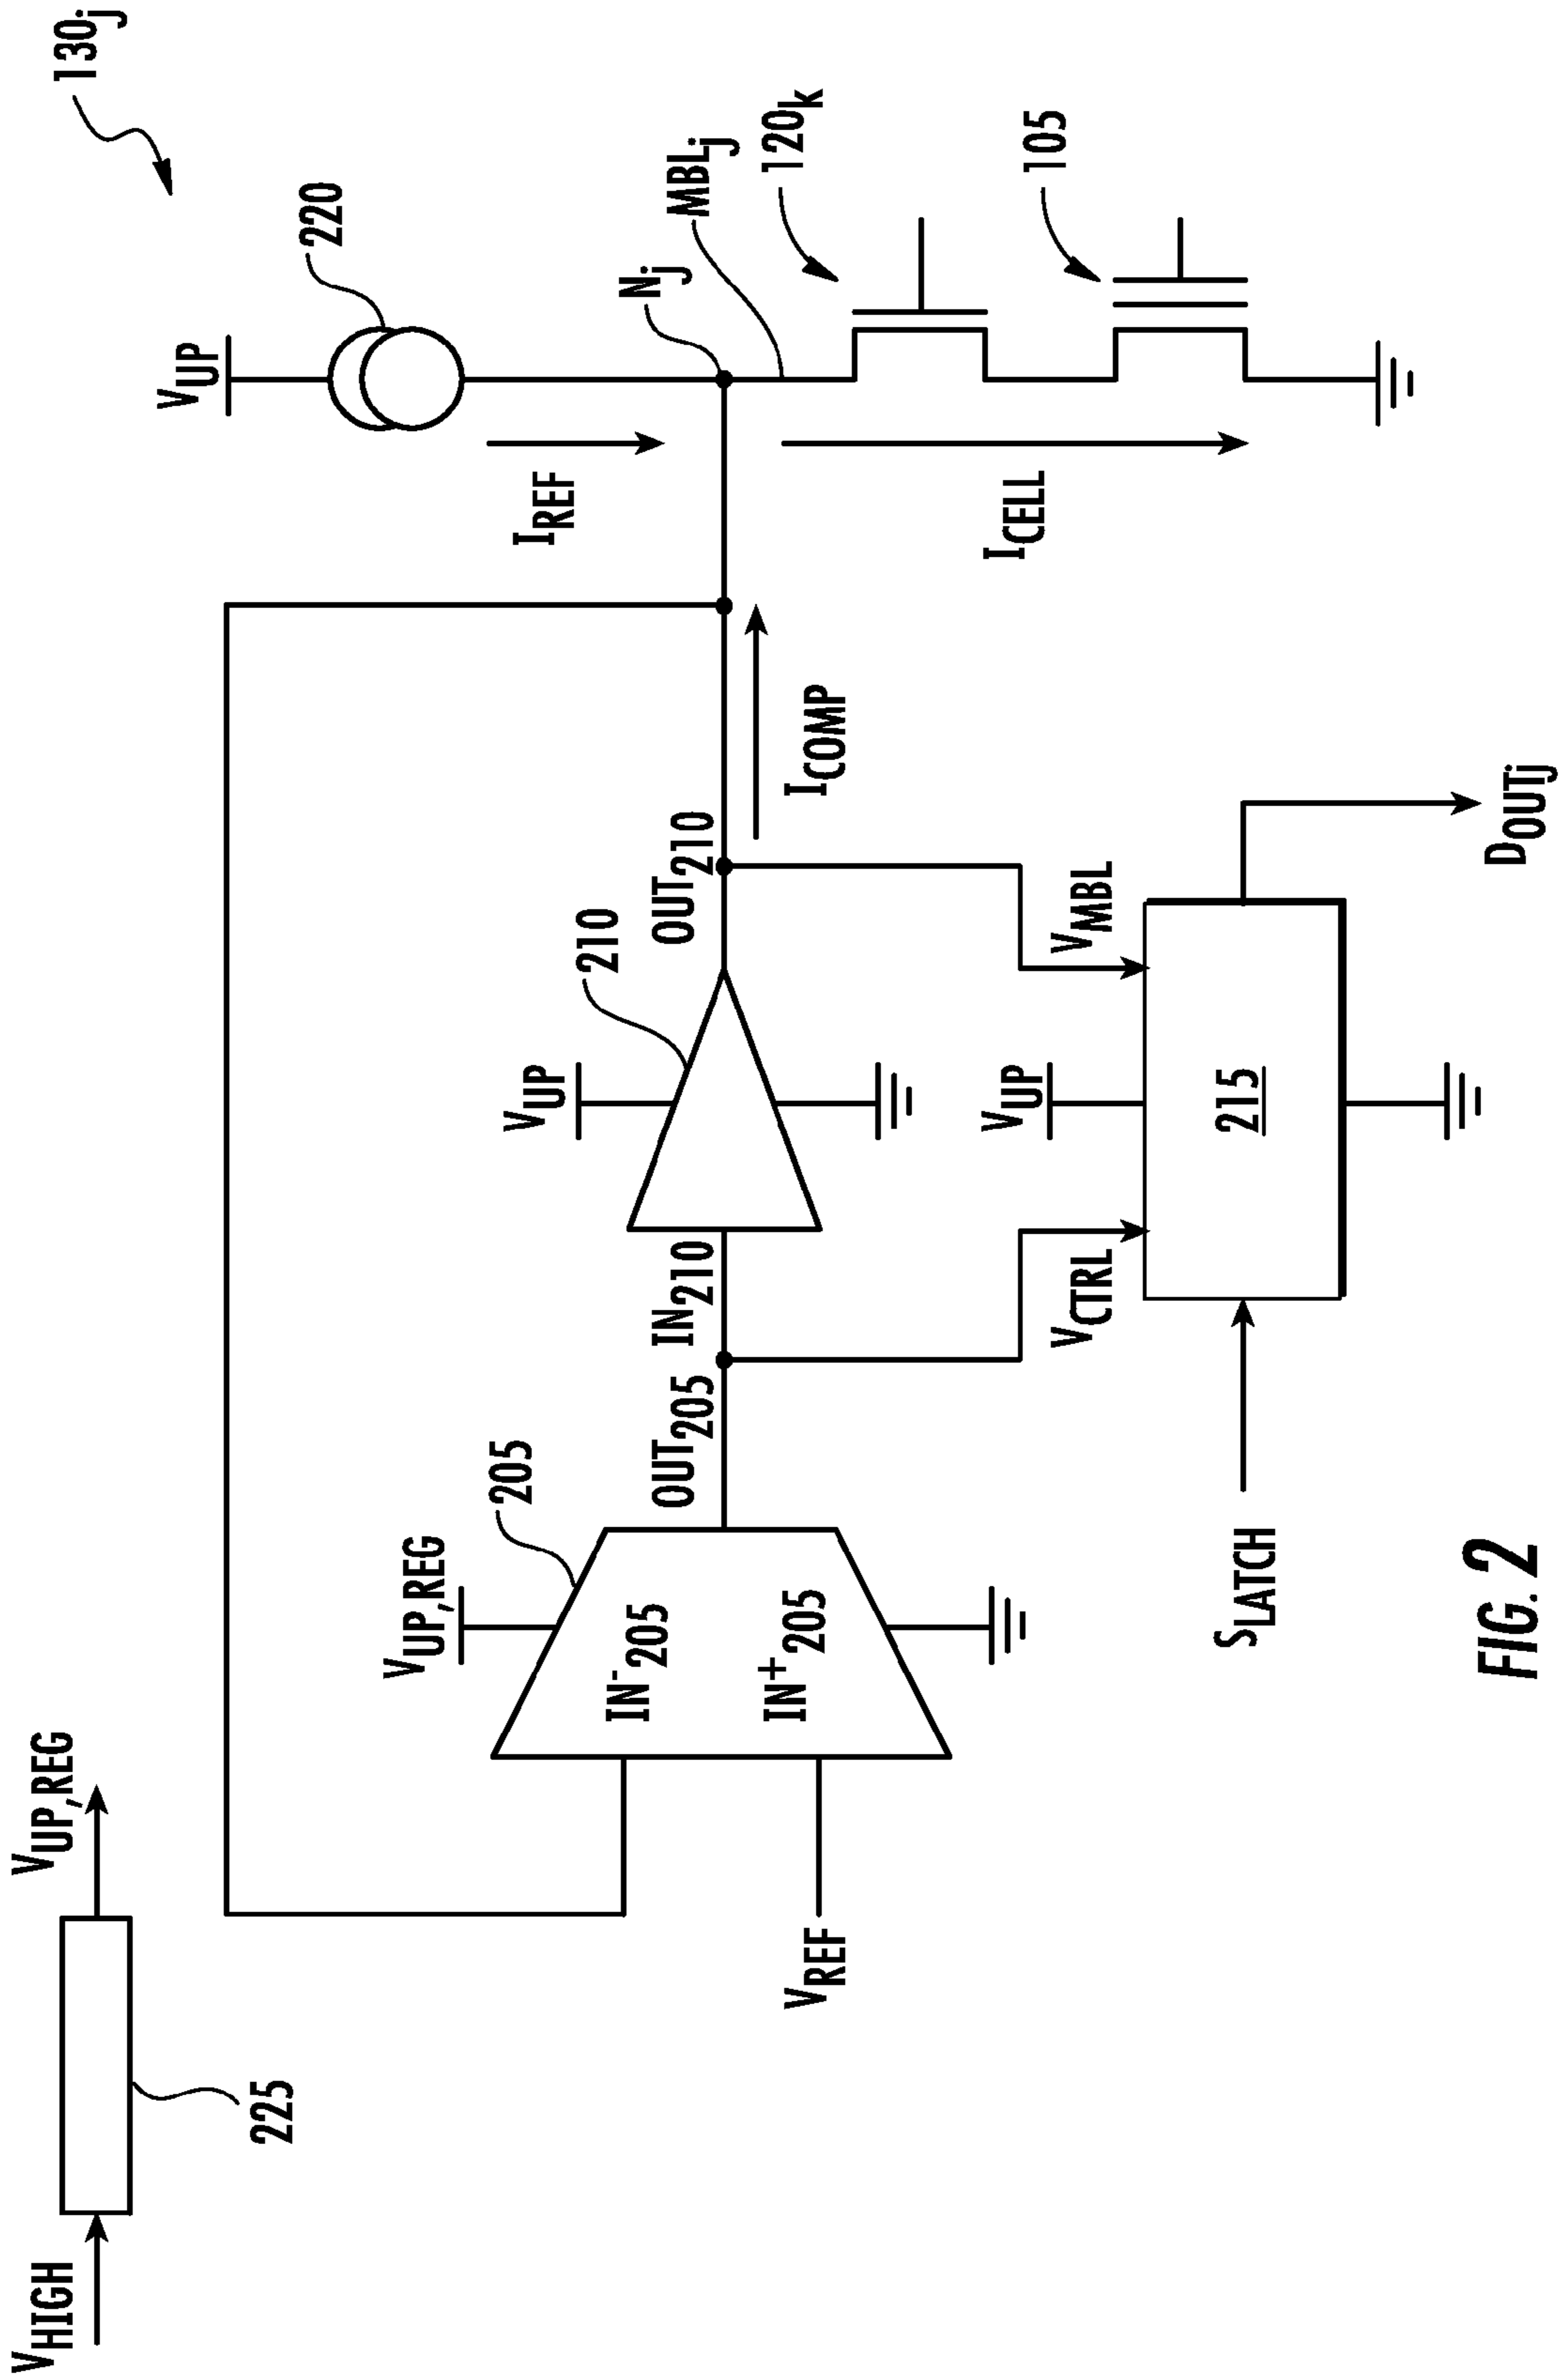 VHIGH
225
VUP,REG
130j
VUP
220
IREF
Nj
MBLj
120k
105
ICELL
ICOMP
VUP,REG
205
IN-205
IN+205
VREF
OUT205
IN210
VUP
210
OUT210
VCTRL
VUP
VMBL
215
SLATCH
DOUTj
FIG. 2